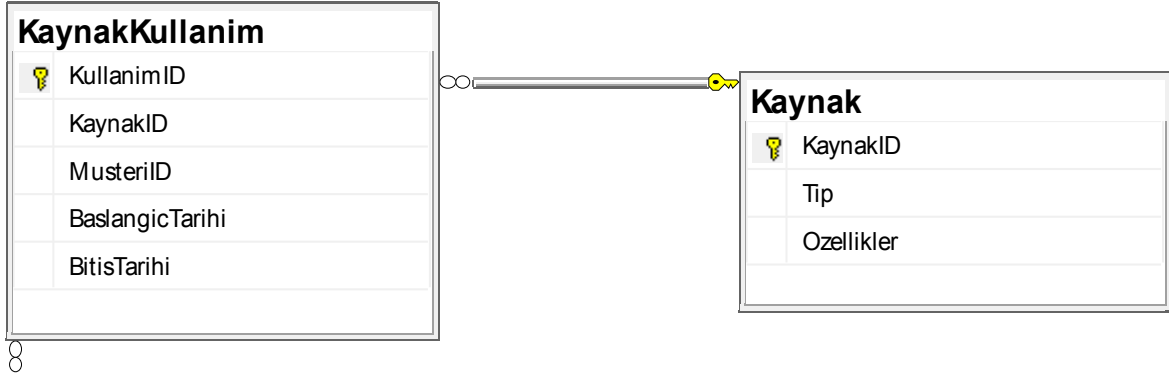 KaynakKullanim
KullanimID
KaynakID
MusteriID
BaslangicTarihi
BitisTarihi
Kaynak
KaynakID
Tip
Ozellikler